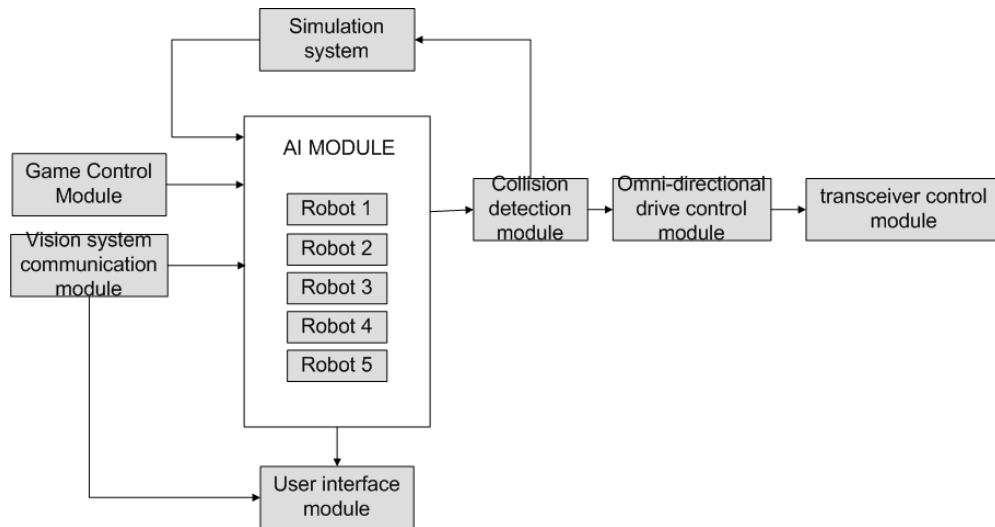 Simulation
system
AI MODULE
Game Control
Module
Vision system
communication
module
Robot 1
Robot 2
Robot 3
Robot 4
Robot 5
Collision
detection
module
Omni-directional
drive control
module
transceiver control
module
User interface
module